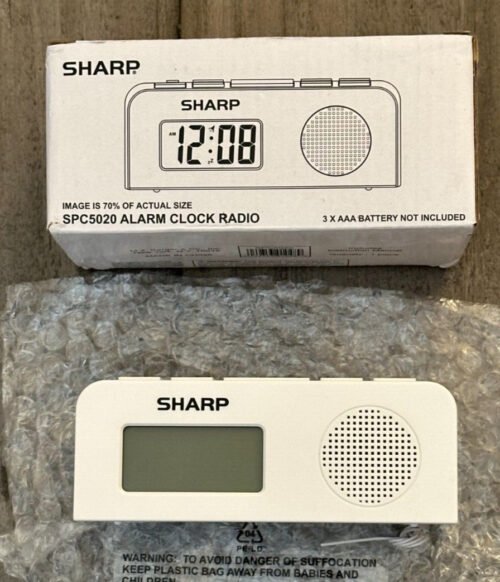 SHARP®
SHARP
AM 12:08
IMAGE IS 70% OF ACTUAL SIZE
SPC5020 ALARM CLOCK RADIO
3 X AAA BATTERY NOT INCLUDED
SHARP
04
PE-LD
WARNING: TO AVOID DANGER OF SUFFOCATION
KEEP PLASTIC BAG AWAY FROM BABIES AND
CHILDREN